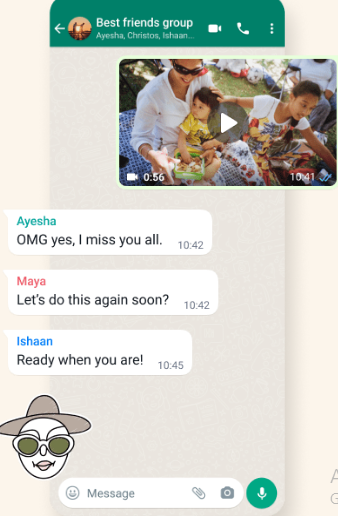 Best friends group
Ayesha, Christos, Ishaan...
0:56
10:41
Ayesha
OMG yes, I miss you all.
10:42
Maya
Let's do this again soon?
10:42
Ishaan
Ready when you are!
10:45
Message
A
G